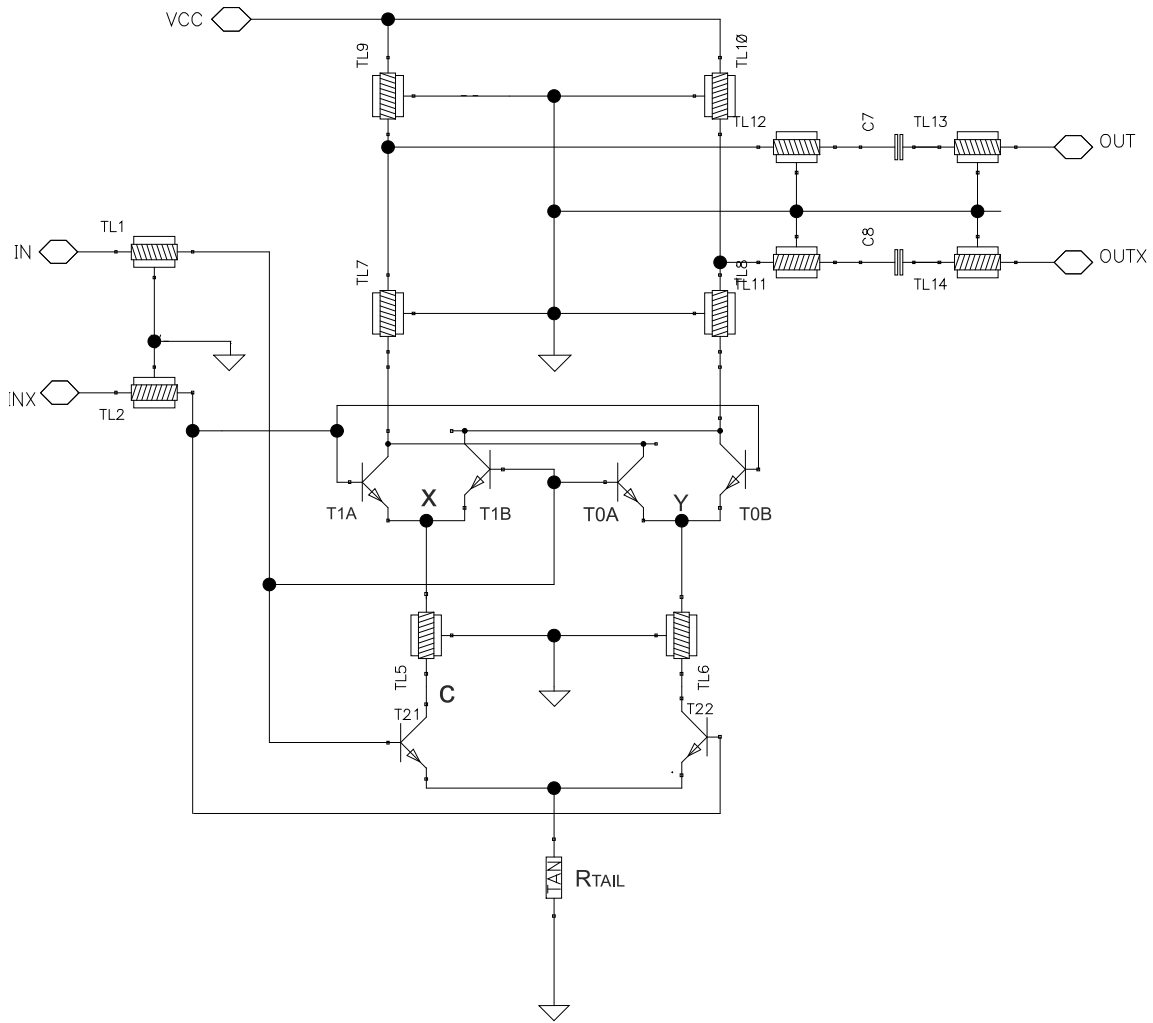 VCC
TL9
TL10
TL12
C7
TL13
OUT
TL1
IN
TL7
TL8
C8
OUTX
TL11
TL14
INX
TL2
T1A
X
T1B
T0A
Y
T0B
TL5
C
TL6
T21
T22
TAN
RTAIL